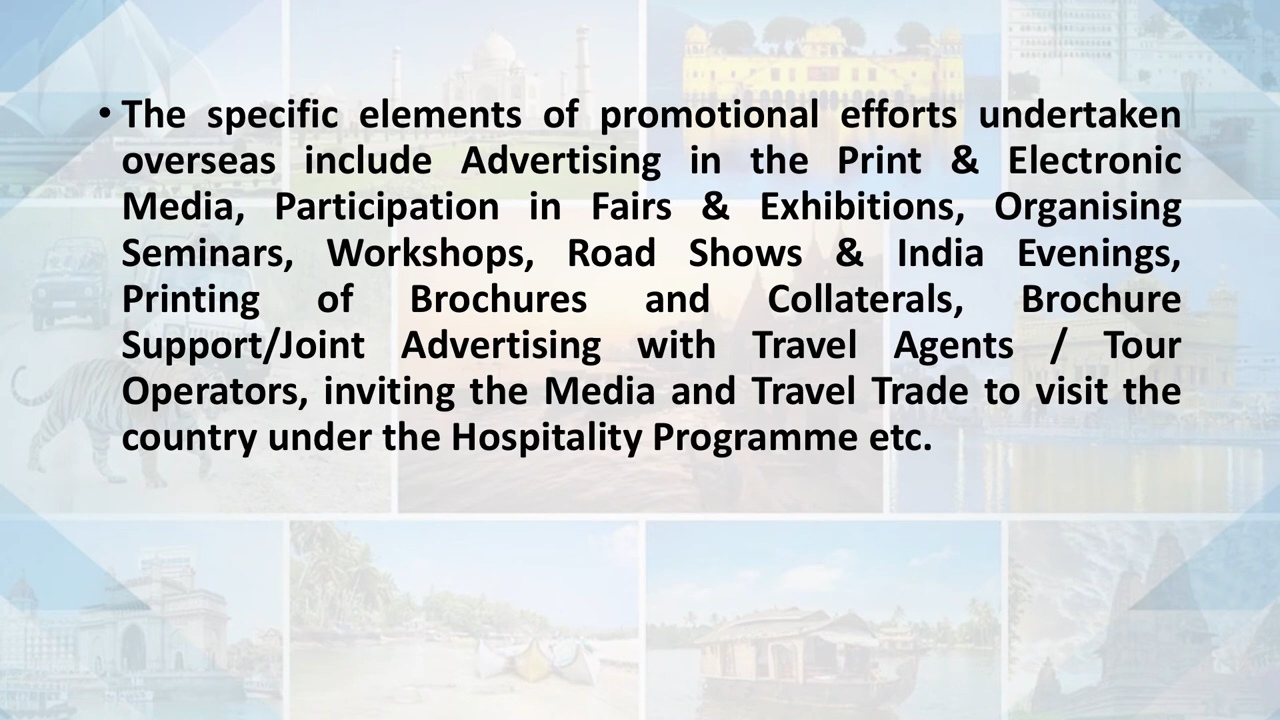 • The specific elements of promotional efforts undertaken
overseas include Advertising in the Print & Electronic
Media, Participation in Fairs & Exhibitions, Organising
Seminars, Workshops, Road Shows & India Evenings,
Printing of Brochures and Collaterals, Brochure
Support/Joint Advertising with Travel Agents / Tour
Operators, inviting the Media and Travel Trade to visit the
country under the Hospitality Programme etc.